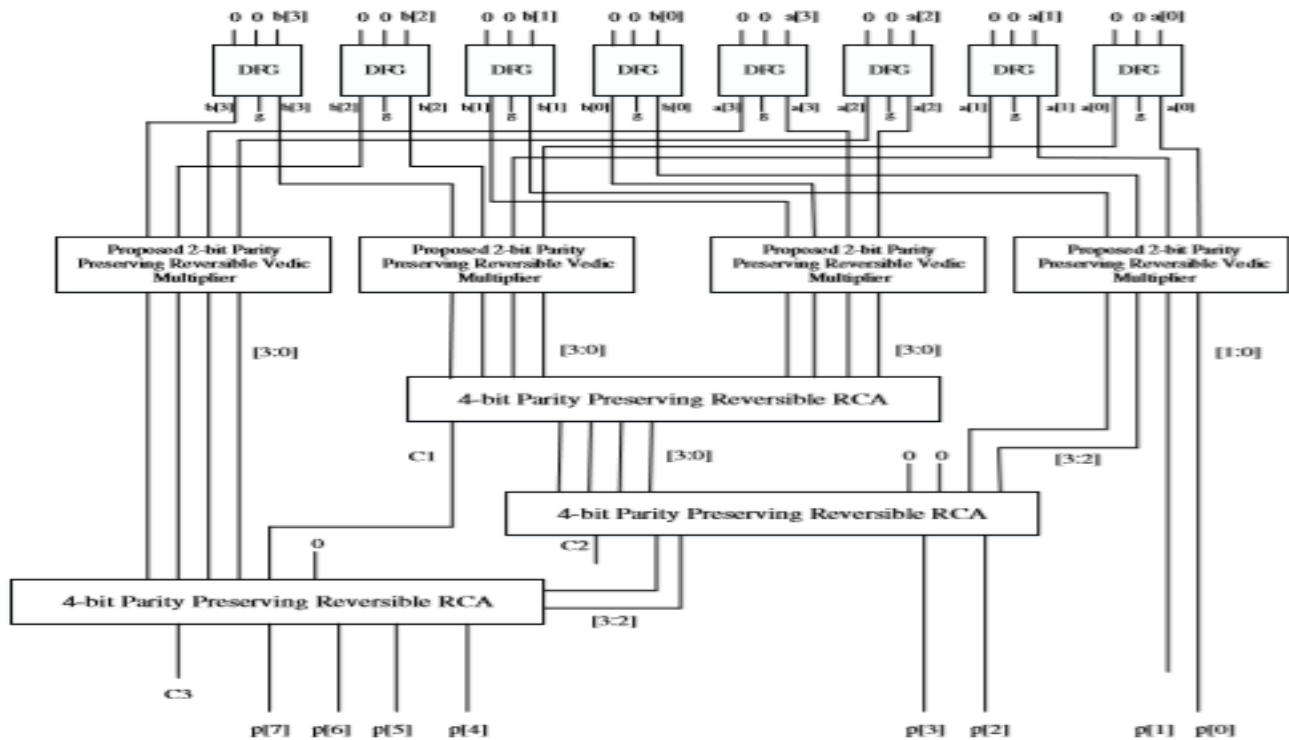 0 0 b[3] 0 0 b[2] 0 0 b[1] 0 0 b[0] 0 0 a[3] 0 0 a[2] 0 0 a[1] 0 0 a[0]
DFG DFG DFG DFG DFG DFG DFG DFG
b[3] g b[3] b[2] g b[2] b[1] g b[1] b[0] g b[0] a[3] g a[3] a[2] g a[2] a[1] g a[1] a[0] g a[0]
Proposed 2-bit Parity
Preserving Reversible Vedic
Multiplier
Proposed 2-bit Parity
Preserving Reversible Vedic
Multiplier
Proposed 2-bit Parity
Preserving Reversible Vedic
Multiplier
Proposed 2-bit Parity
Preserving Reversible Vedic
Multiplier
[3:0] [3:0] [3:0] [1:0]
4-bit Parity Preserving Reversible RCA
C1 [3:0] 0 0 [3:2]
4-bit Parity Preserving Reversible RCA
0 C2
4-bit Parity Preserving Reversible RCA
[3:2]
C3
p[7] p[6] p[5] p[4] p[3] p[2] p[1] p[0]